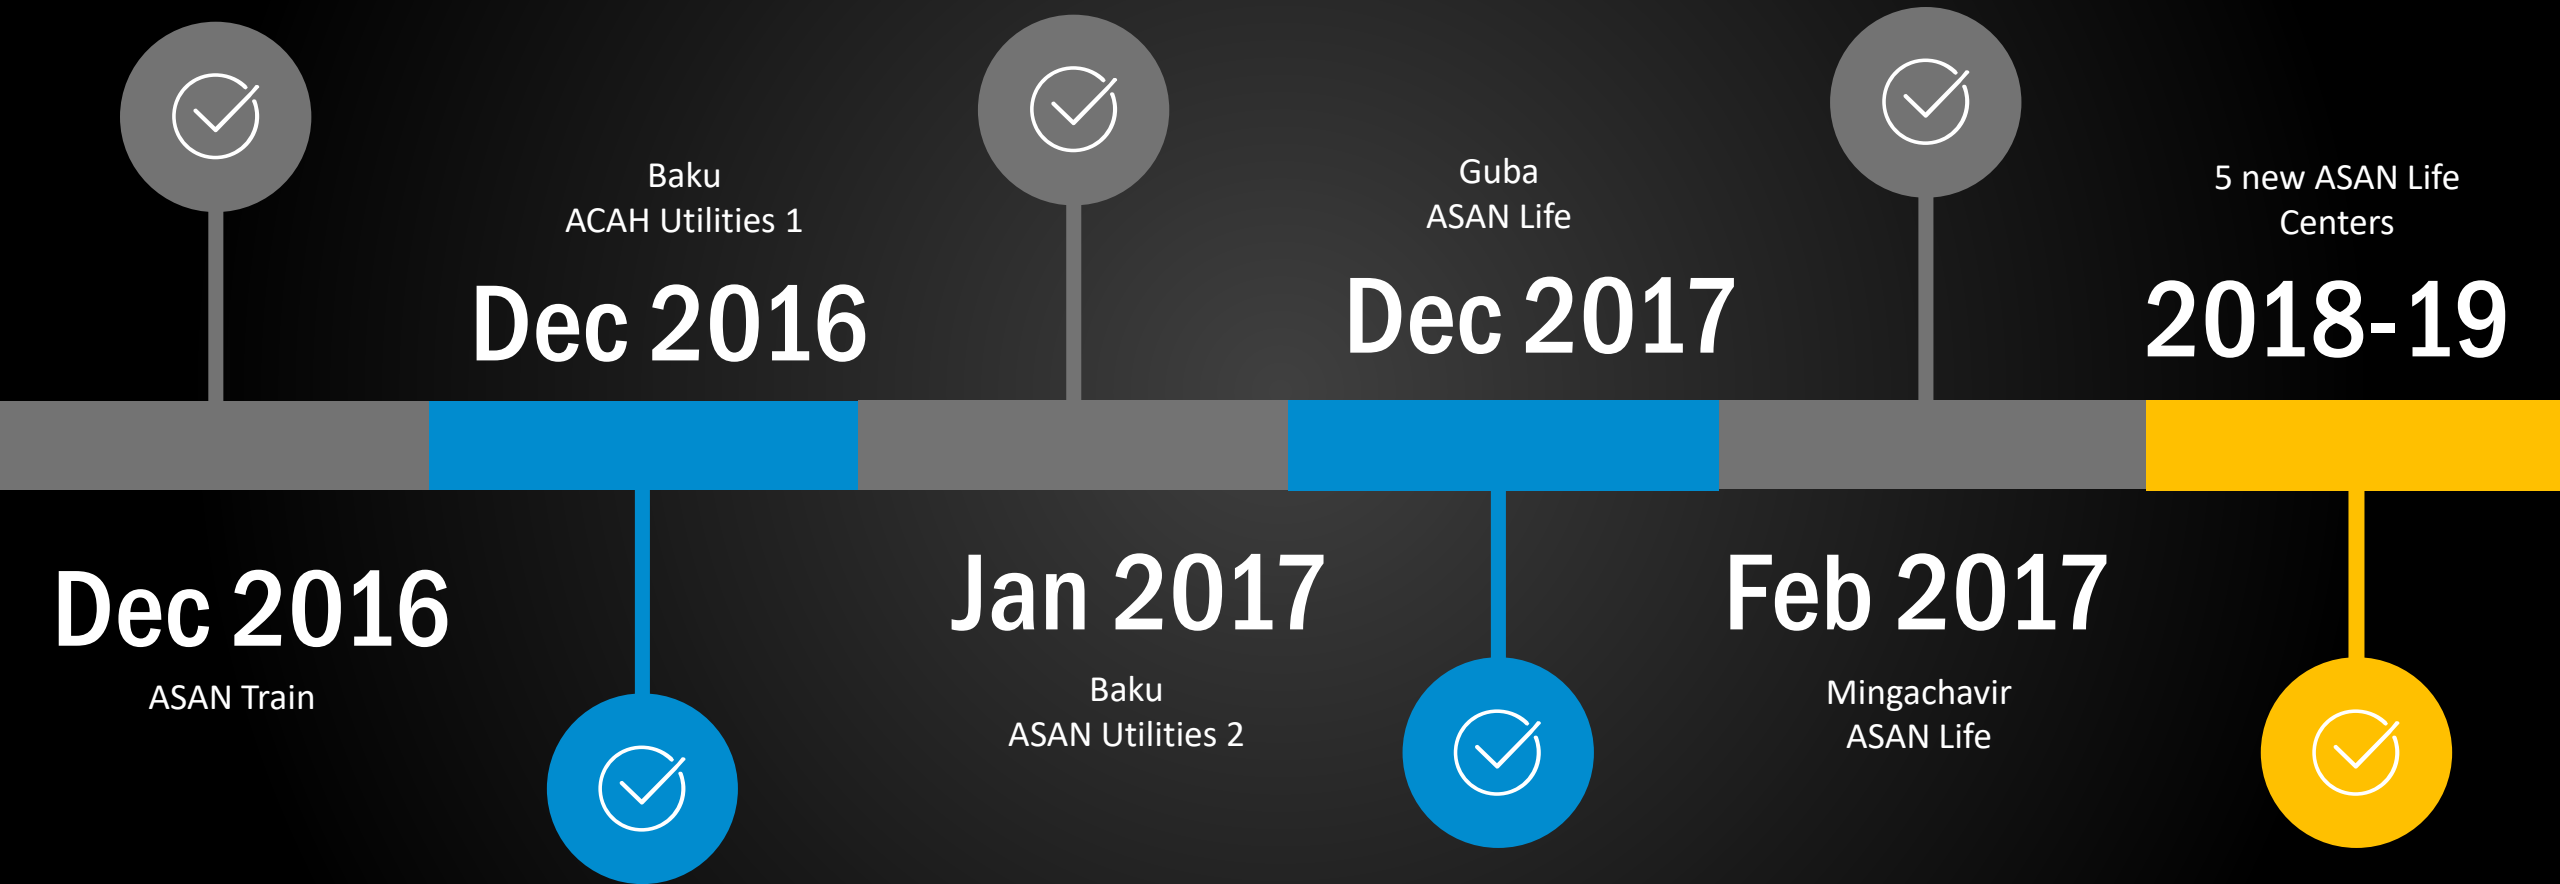 Dec 2016
ASAN Train
Baku
ACAH Utilities 1
Dec 2016
Jan 2017
Baku
ASAN Utilities 2
Guba
ASAN Life
Dec 2017
Feb 2017
Mingachavir
ASAN Life
5 new ASAN Life
Centers
2018-19